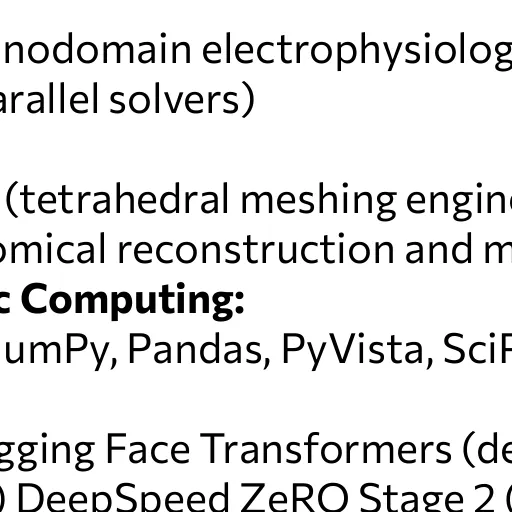 nodomain electrophysiolog
arallel solvers)
(tetrahedral meshing engin
omical reconstruction and m
c Computing:
umPy, Pandas, PyVista, Sci
gging Face Transformers (de
) DeepSpeed ZeRO Stage 2 (